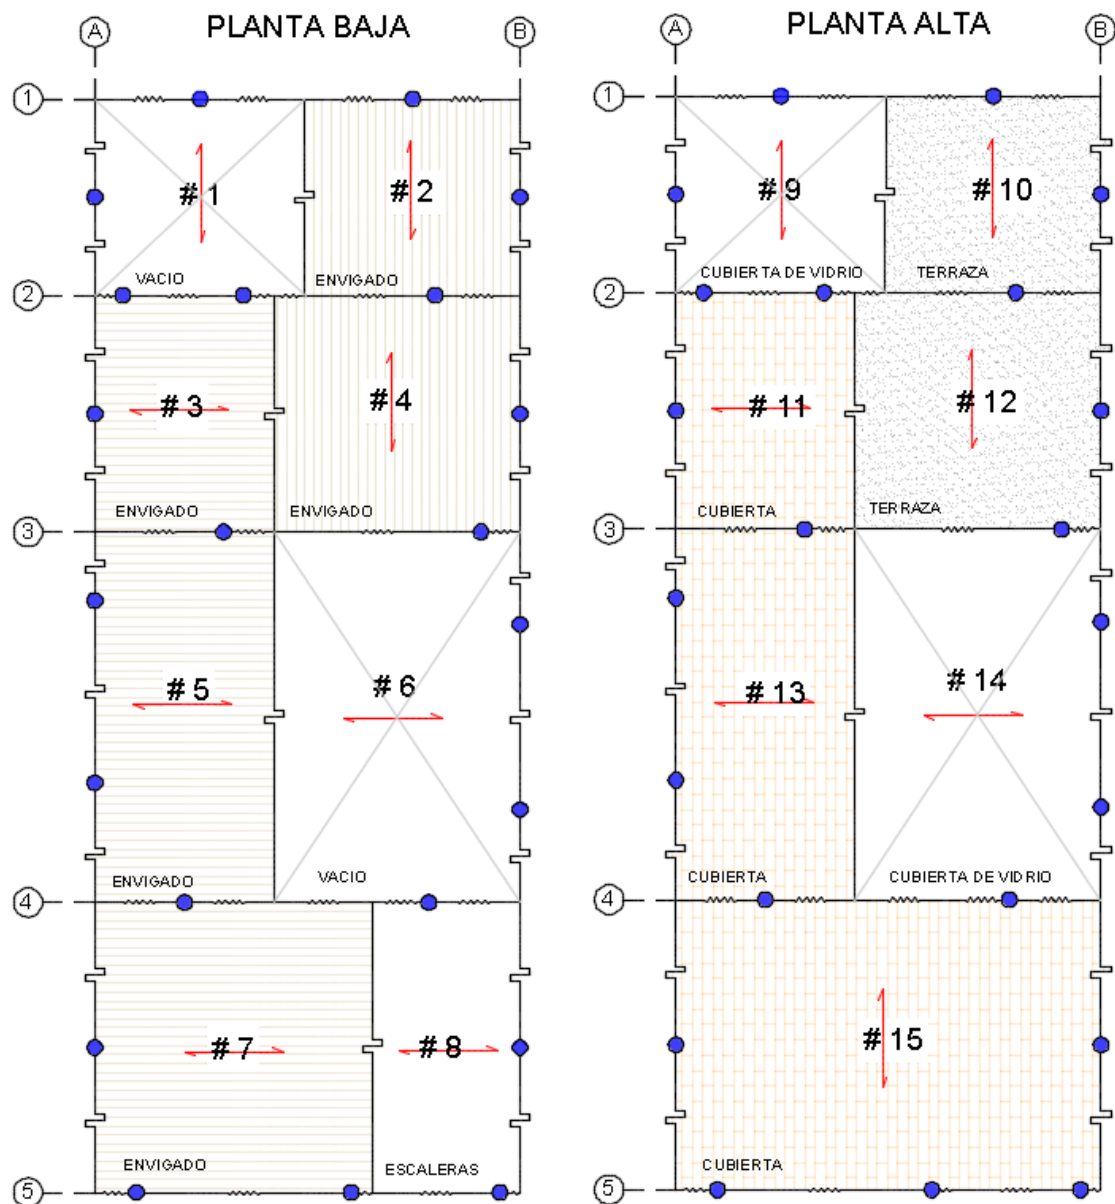 PLANTA BAJA
A
B
1
# 1
# 2
VACIO
ENVIGADO
2
# 3
# 4
ENVIGADO
ENVIGADO
3
# 5
# 6
ENVIGADO
VACIO
4
# 7
# 8
ENVIGADO
ESCALERAS
5
PLANTA ALTA
A
B
1
# 9
# 10
CUBIERTA DE VIDRIO
TERRAZA
2
# 11
# 12
CUBIERTA
TERRAZA
3
# 13
# 14
CUBIERTA
CUBIERTA DE VIDRIO
4
# 15
CUBIERTA
5